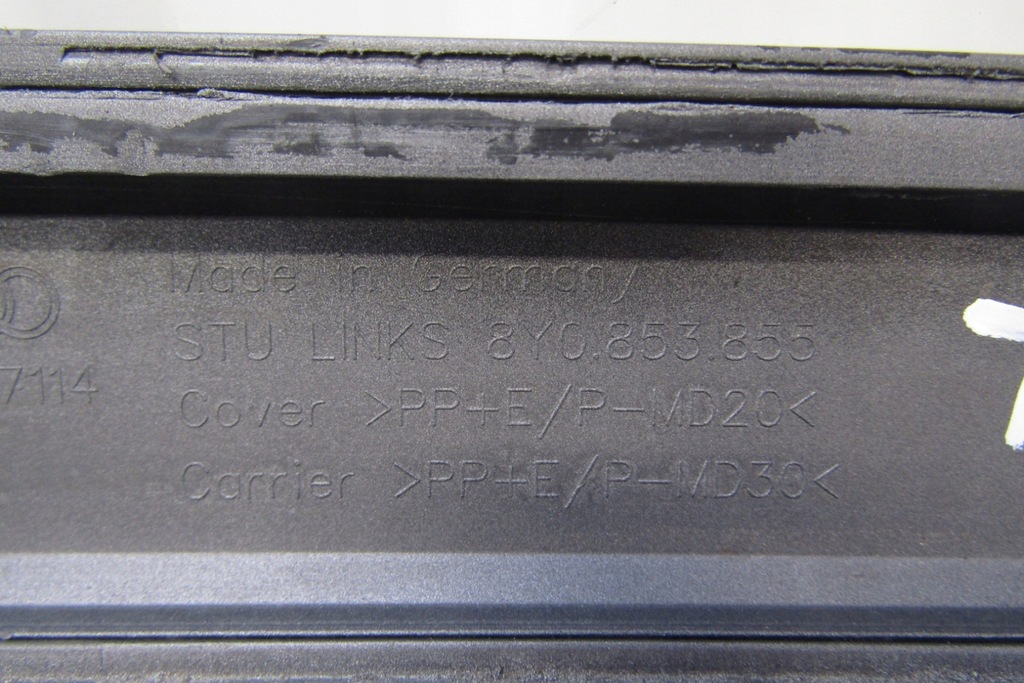 Made in Germany
STU LINKS 8Y0.853.855
7114
Cover >PP+E/P-MD20<
Carrier >PP+E/P-MD30<